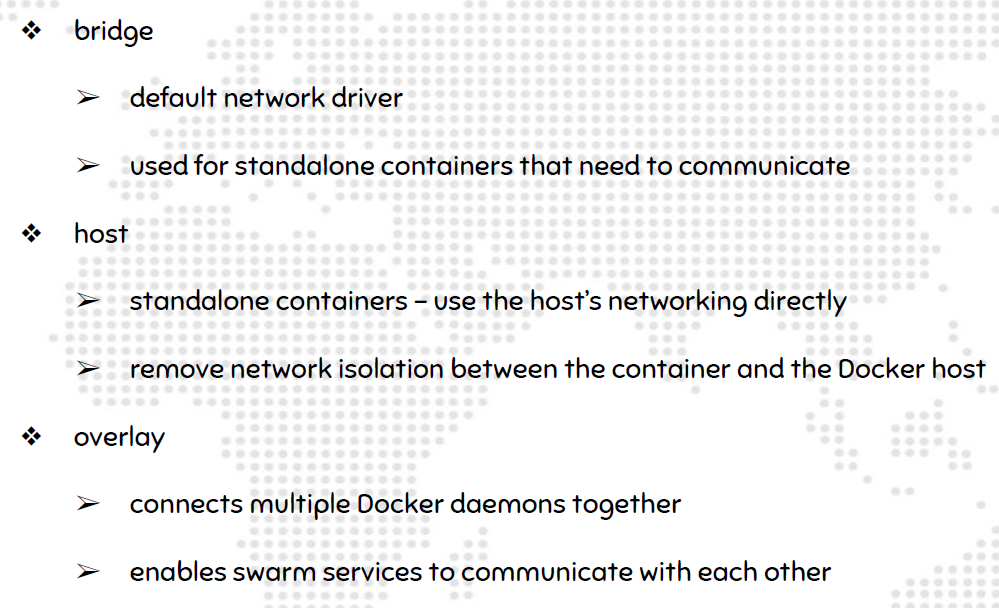 ❖ bridge
➢ default network driver
➢ used for standalone containers that need to communicate
❖ host
➢ standalone containers – use the host’s networking directly
➢ remove network isolation between the container and the Docker host
❖ overlay
➢ connects multiple Docker daemons together
➢ enables swarm services to communicate with each other